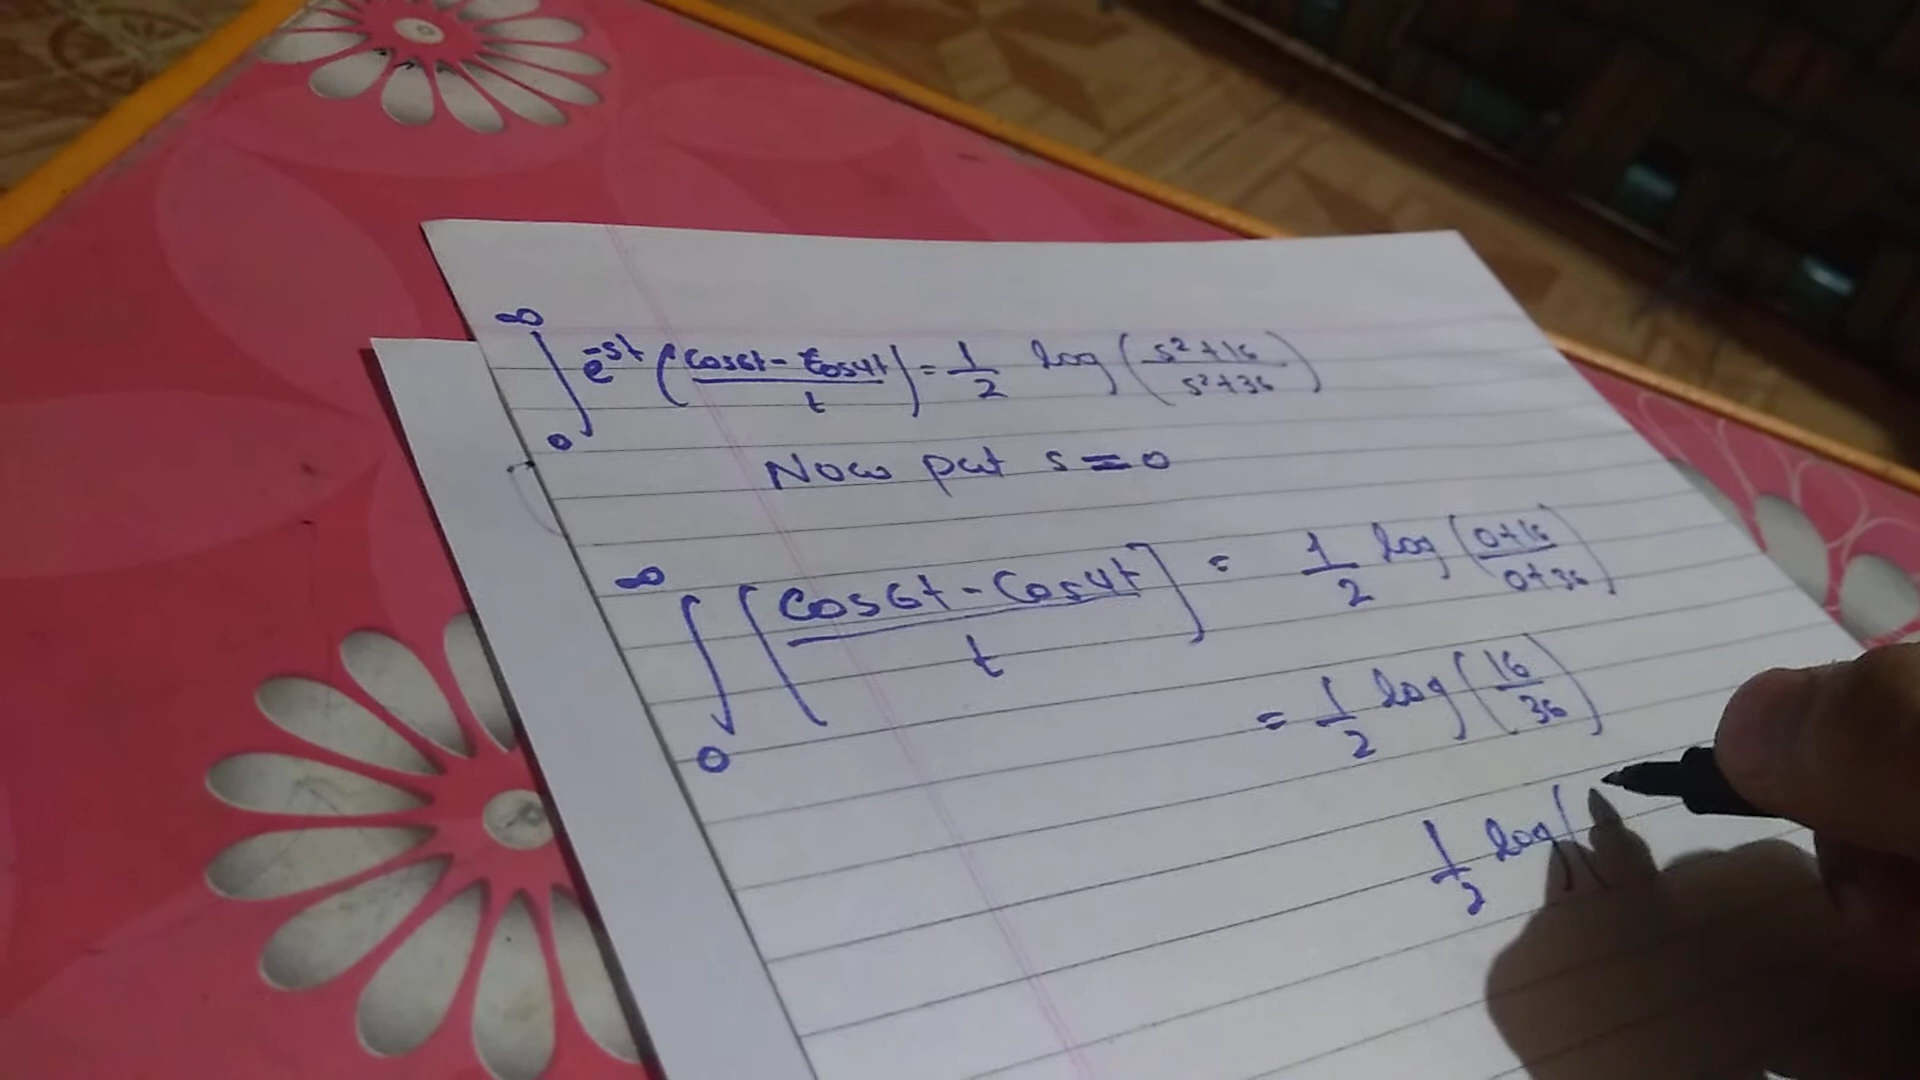 ∞∫0 e^-st (cos6t - cos4t / t) = 1/2 log (s²+16 / s²+36)
Now put s = 0
∞∫0 [cos6t - cos4t / t] = 1/2 log (0+16 / 0+36)
= 1/2 log (16/36)
1/2 log (